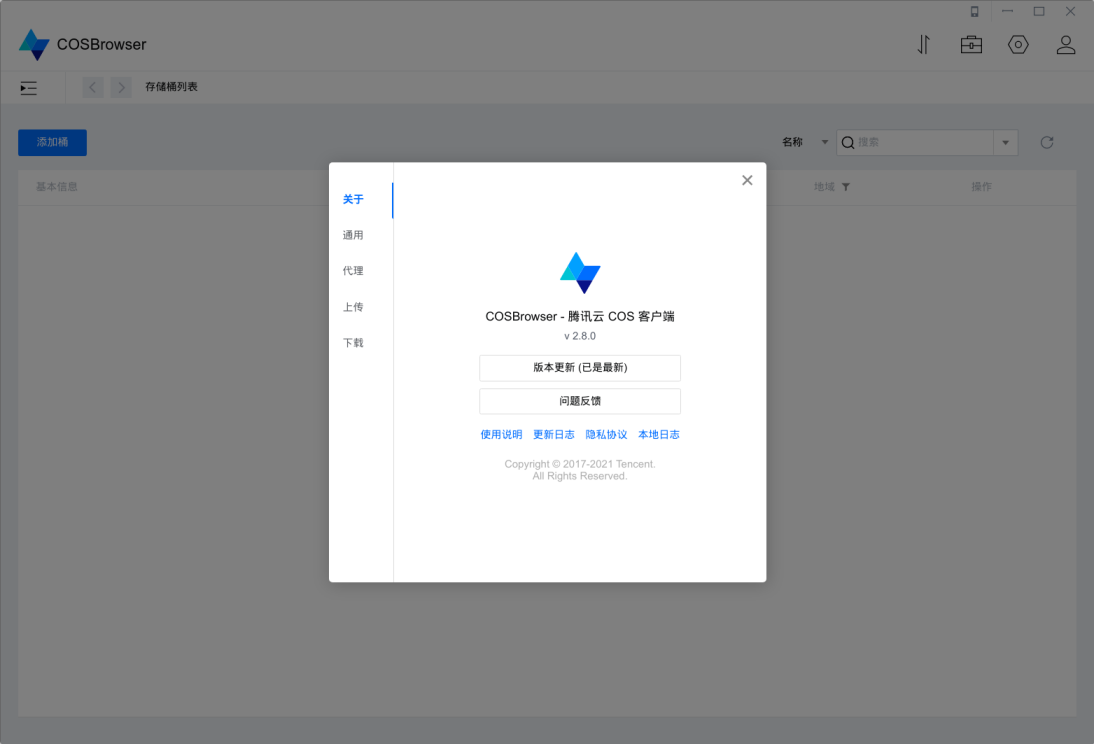 COSBrowser
存储桶列表
添加桶
名称
搜索
基本信息
地域
操作
关于
通用
代理
上传
下载
COSBrowser - 腾讯云 COS 客户端
v 2.8.0
版本更新 (已是最新)
问题反馈
使用说明 更新日志 隐私协议 本地日志
Copyright © 2017-2021 Tencent.
All Rights Reserved.